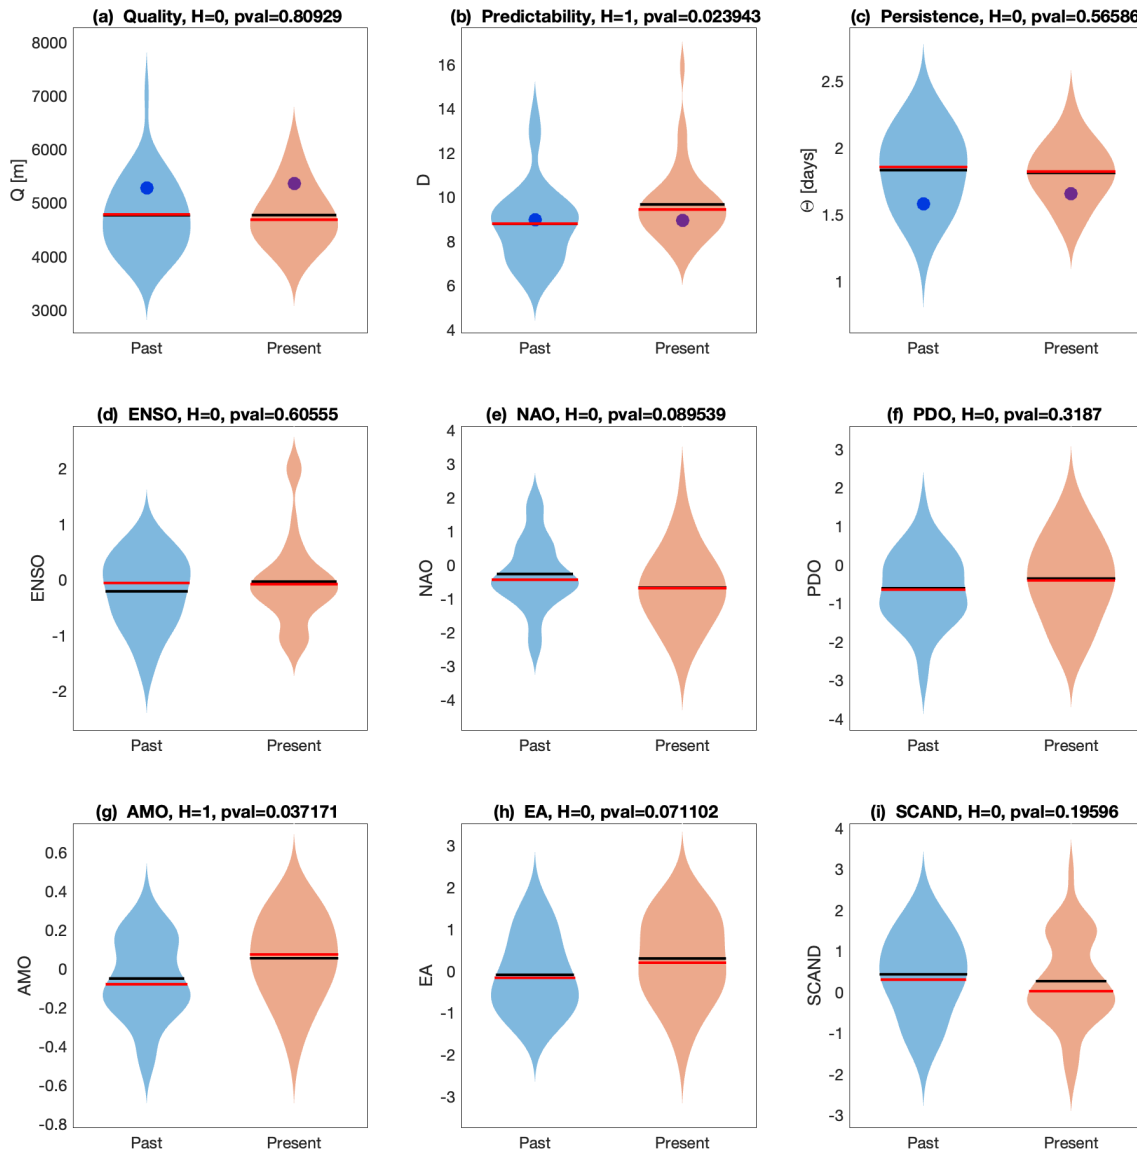 (a) Quality, H=0, pval=0.80929
Q [m]
8000
7000
6000
5000
4000
3000
Past Present
(b) Predictability, H=1, pval=0.023943
D
16
14
12
10
8
6
4
Past Present
(c) Persistence, H=0, pval=0.56586
Θ [days]
2.5
2
1.5
1
Past Present
(d) ENSO, H=0, pval=0.60555
ENSO
2
1
0
-1
-2
Past Present
(e) NAO, H=0, pval=0.089539
NAO
4
3
2
1
0
-1
-2
-3
-4
Past Present
(f) PDO, H=0, pval=0.3187
PDO
3
2
1
0
-1
-2
-3
-4
Past Present
(g) AMO, H=1, pval=0.037171
AMO
0.6
0.4
0.2
0
-0.2
-0.4
-0.6
-0.8
Past Present
(h) EA, H=0, pval=0.071102
EA
3
2
1
0
-1
-2
-3
Past Present
(i) SCAND, H=0, pval=0.19596
SCAND
4
3
2
1
0
-1
-2
-3
Past Present